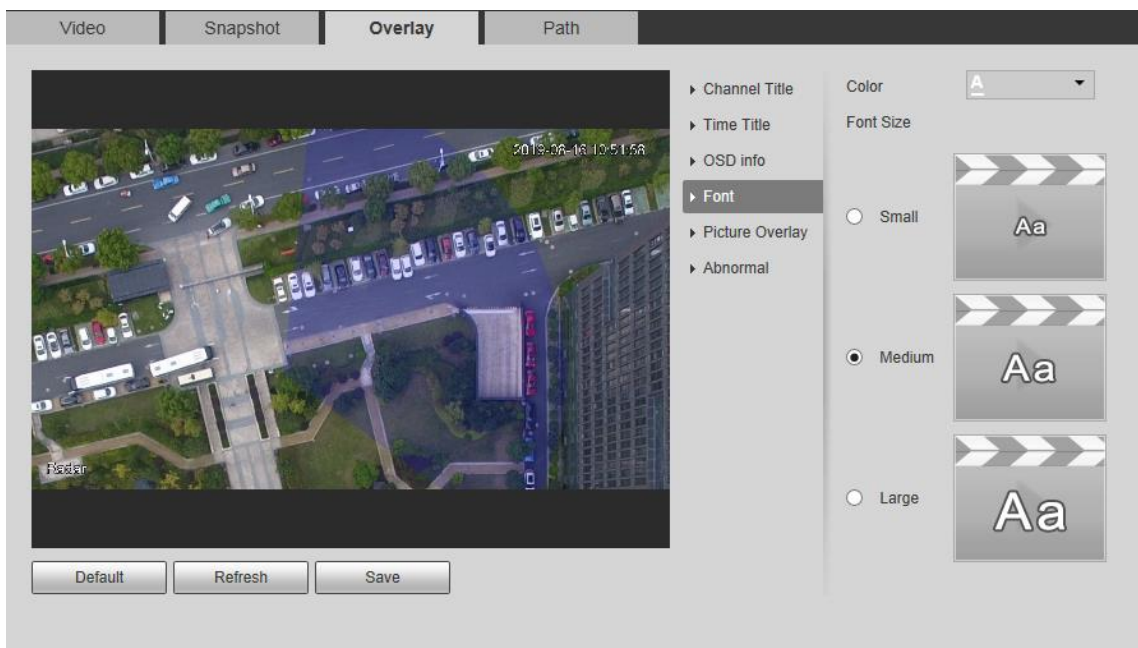 Video Snapshot Overlay Path
2019-08-16 10:51:58
Radar
Channel Title
Time Title
OSD info
Font
Picture Overlay
Abnormal
Color A
Font Size
Small Aa
Medium Aa
Large Aa
Default Refresh Save